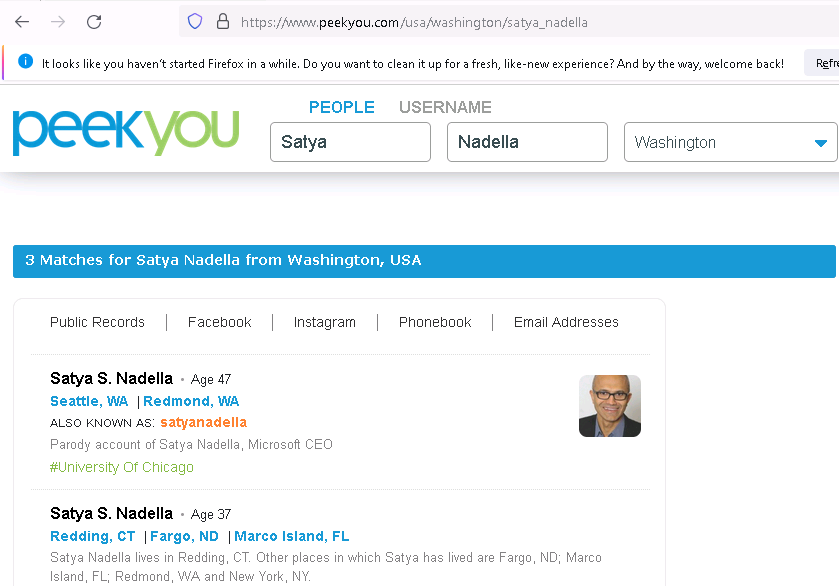 https://www.peekyou.com/usa/washington/satya_nadella
It looks like you haven't started Firefox in a while. Do you want to clean it up for a fresh, like-new experience? And by the way, welcome back! Refre
peekyou
PEOPLE USERNAME
Satya Nadella Washington
3 Matches for Satya Nadella from Washington, USA
Public Records | Facebook | Instagram | Phonebook | Email Addresses
Satya S. Nadella • Age 47
Seattle, WA | Redmond, WA
ALSO KNOWN AS: satyanadella
Parody account of Satya Nadella, Microsoft CEO
#University Of Chicago
Satya S. Nadella • Age 37
Redding, CT | Fargo, ND | Marco Island, FL
Satya Nadella lives in Redding, CT. Other places in which Satya has lived are Fargo, ND; Marco
Island, FL; Redmond, WA and New York, NY.